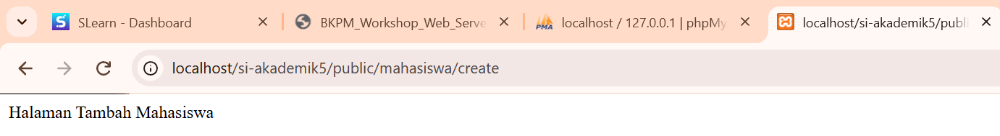 SLearn - Dashboard
BKPM_Workshop_Web_Serve
localhost / 127.0.0.1 | phpMy
localhost/si-akademik5/publi
localhost/si-akademik5/public/mahasiswa/create
Halaman Tambah Mahasiswa